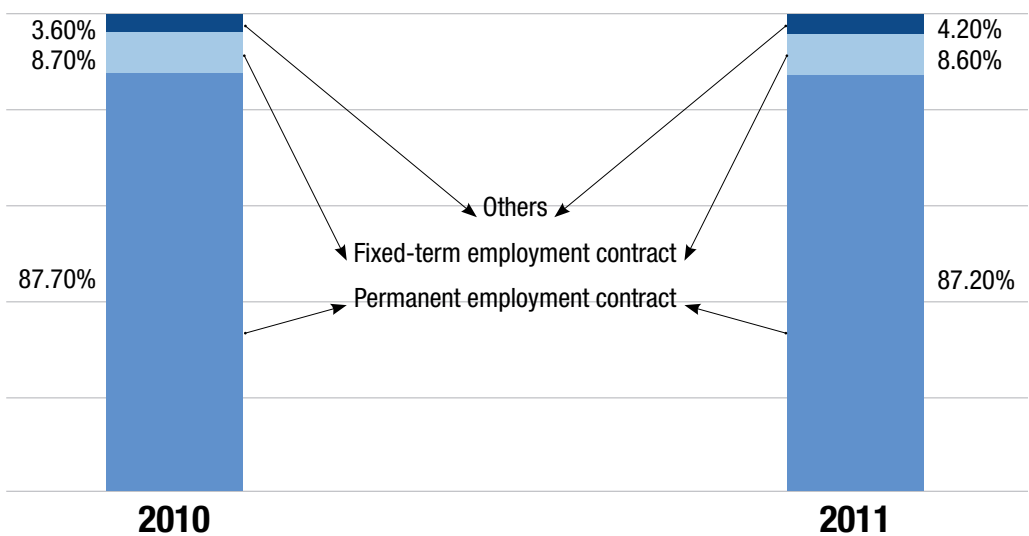 3.60%
4.20%
8.70%
8.60%
Others
Fixed-term employment contract
87.70%
87.20%
Permanent employment contract
2010
2011